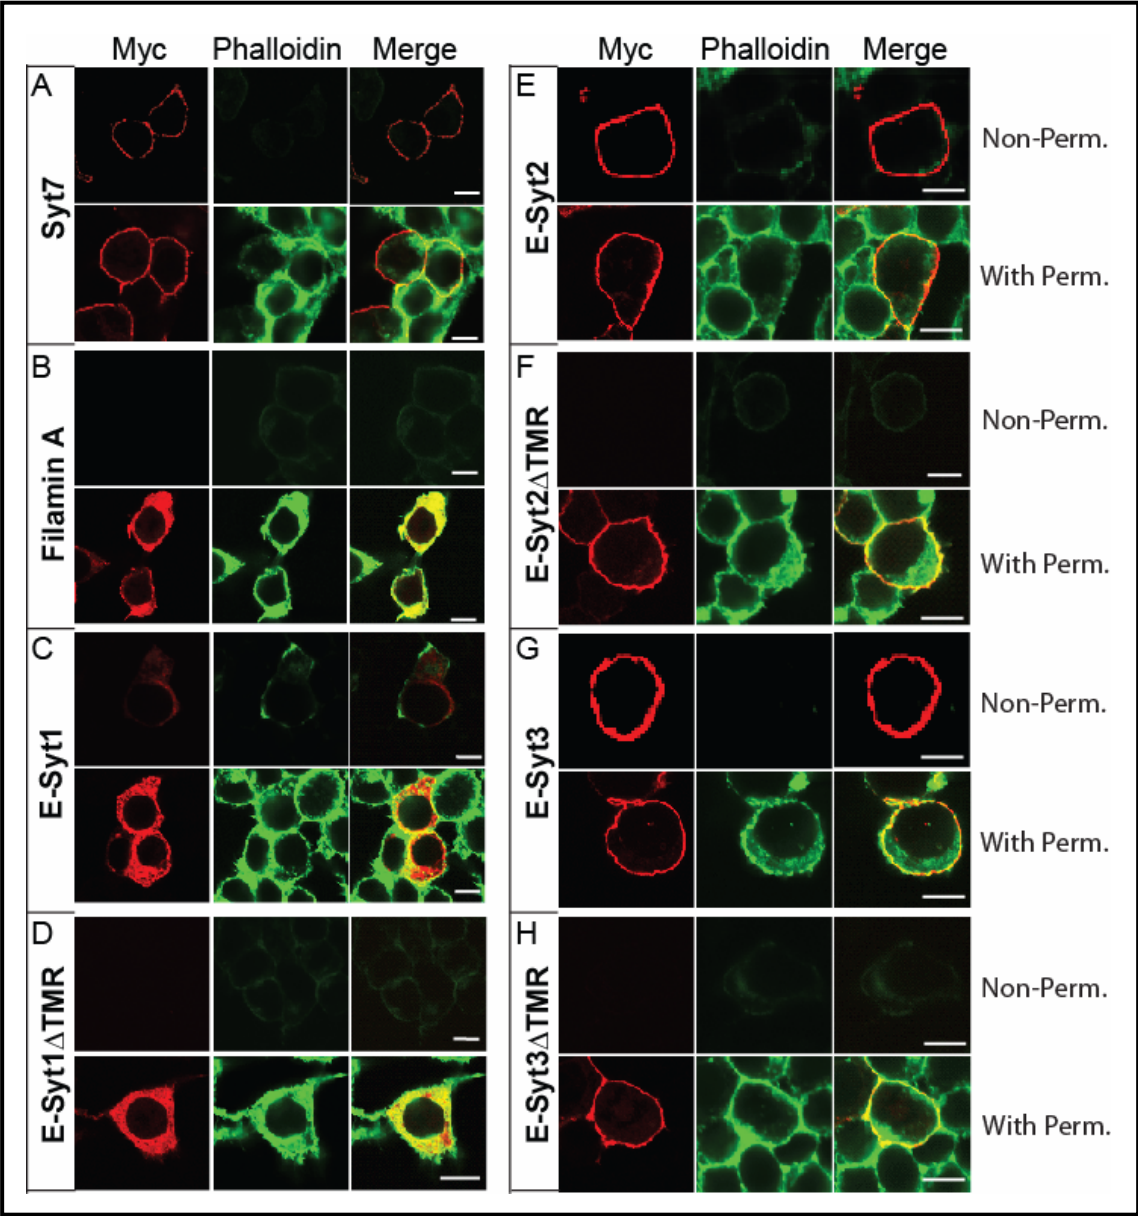 Myc Phalloidin Merge Myc Phalloidin Merge
A
Syt7
E
E-Syt2
Non-Perm.
With Perm.
B
Filamin A
F
E-Syt2ΔTMR
Non-Perm.
With Perm.
C
E-Syt1
G
E-Syt3
Non-Perm.
With Perm.
D
E-Syt1ΔTMR
H
E-Syt3ΔTMR
Non-Perm.
With Perm.